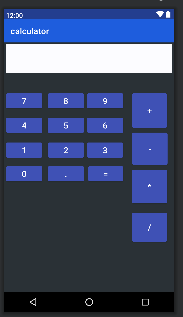 12:00
calculator
7 8 9 +
4 5 6 -
1 2 3 *
0 . = /